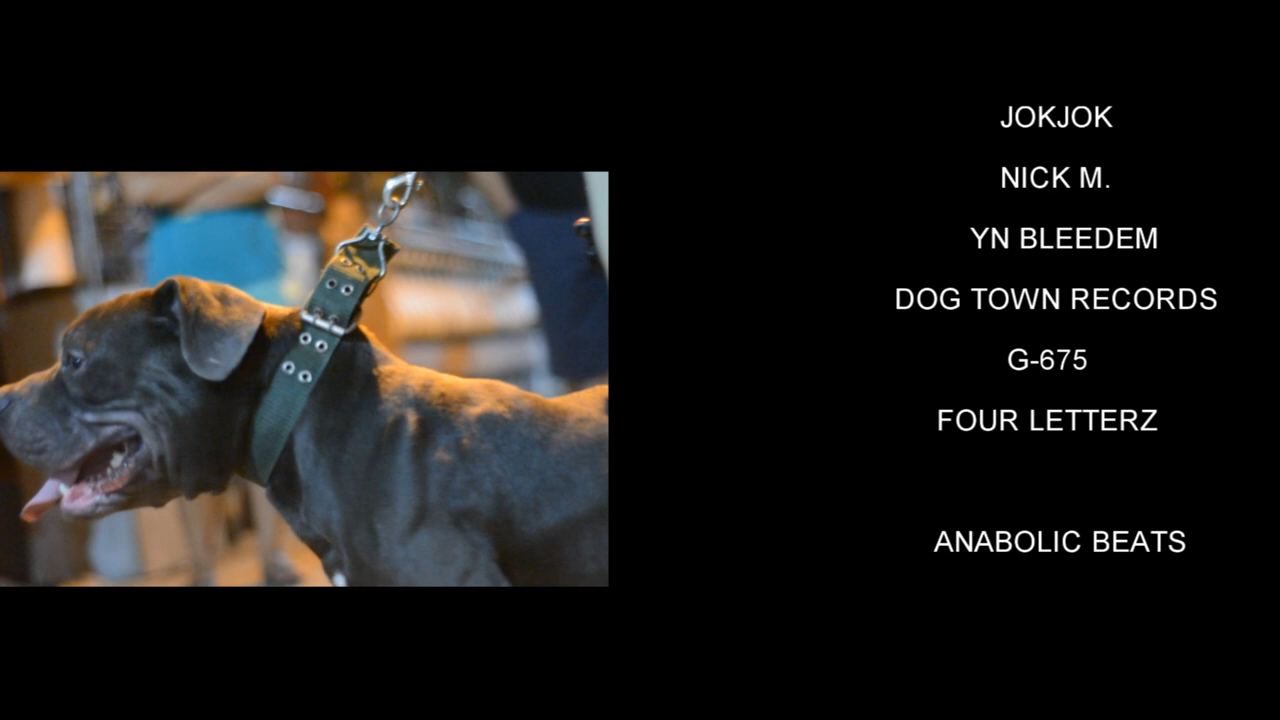 JOKJOK
NICK M.
YN BLEEDEM
DOG TOWN RECORDS
G-675
FOUR LETTERZ
ANABOLIC BEATS